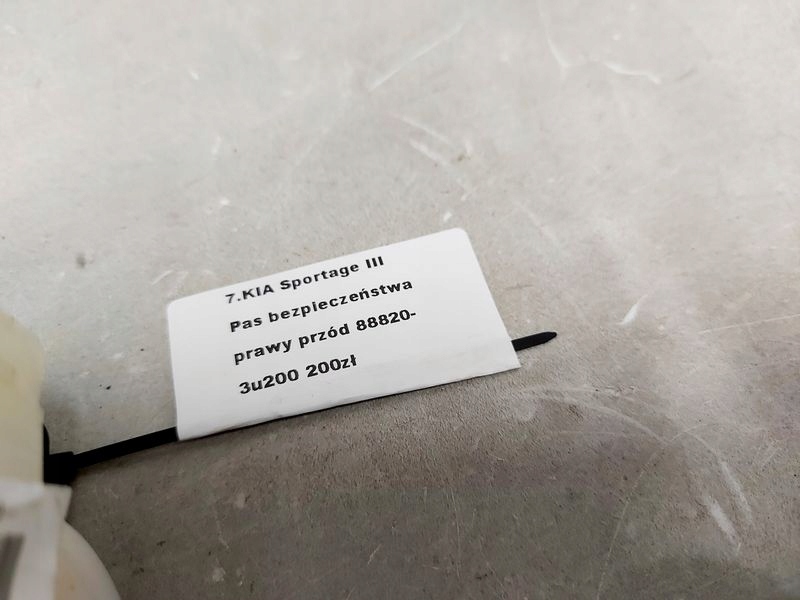 7.KIA Sportage III
Pas bezpieczeństwa
prawy przód 88820-
3u200 200zł